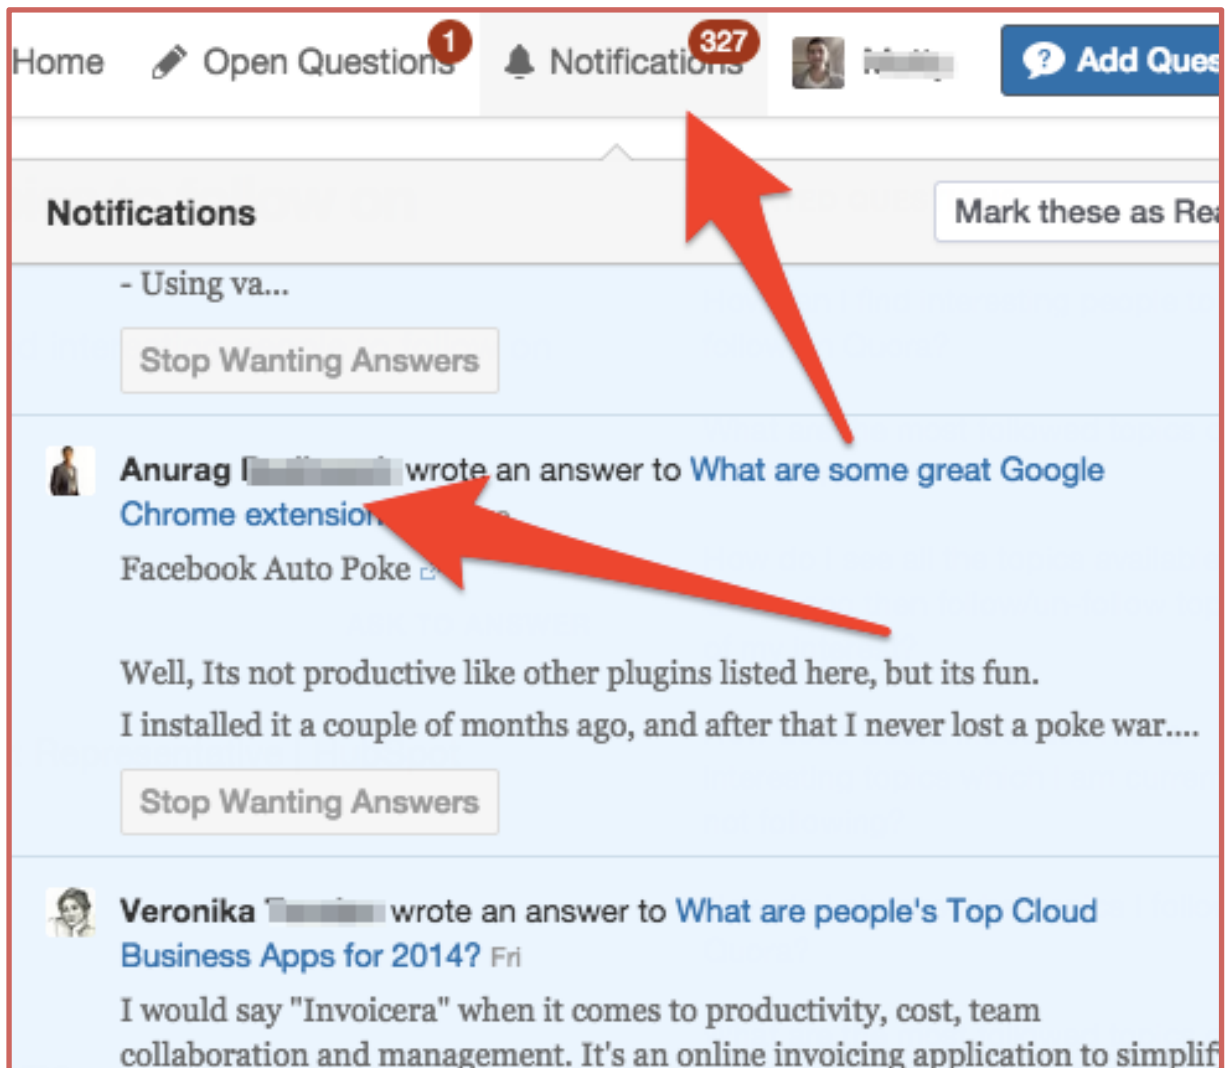 Home Open Questions 1 Notifications 327 Add Ques
Notifications Mark these as Rea
- Using va...
Stop Wanting Answers
Anurag wrote an answer to What are some great Google
Chrome extension
Facebook Auto Poke
Well, Its not productive like other plugins listed here, but its fun.
I installed it a couple of months ago, and after that I never lost a poke war....
Stop Wanting Answers
Veronika wrote an answer to What are people's Top Cloud
Business Apps for 2014? Fri
I would say "Invoicera" when it comes to productivity, cost, team
collaboration and management. It's an online invoicing application to simplif